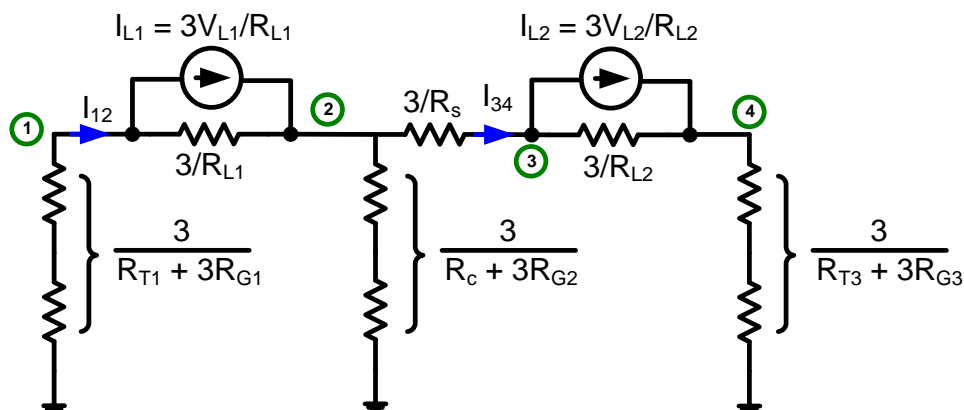 I_L1 = 3V_L1/R_L1
I_L2 = 3V_L2/R_L2
1
I_12
2
3/R_s
I_34
4
3/R_L1
3
3/R_L2
3
R_T1 + 3R_G1
3
R_c + 3R_G2
3
R_T3 + 3R_G3